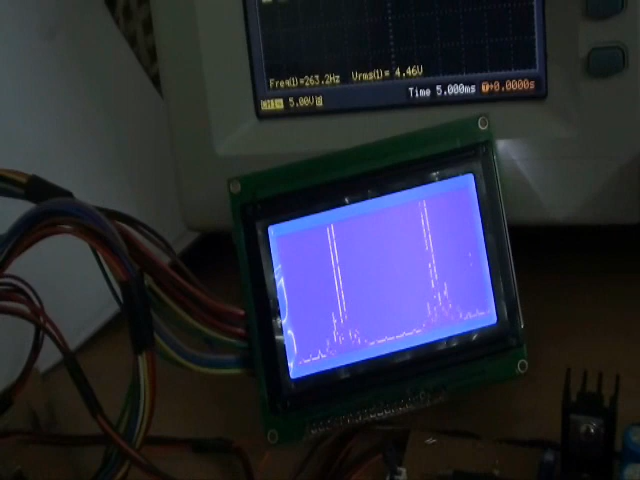 Freq(1)=263.2Hz Vrms(1)= 4.46V
Time 5.000ms +0.0000s
5.00V